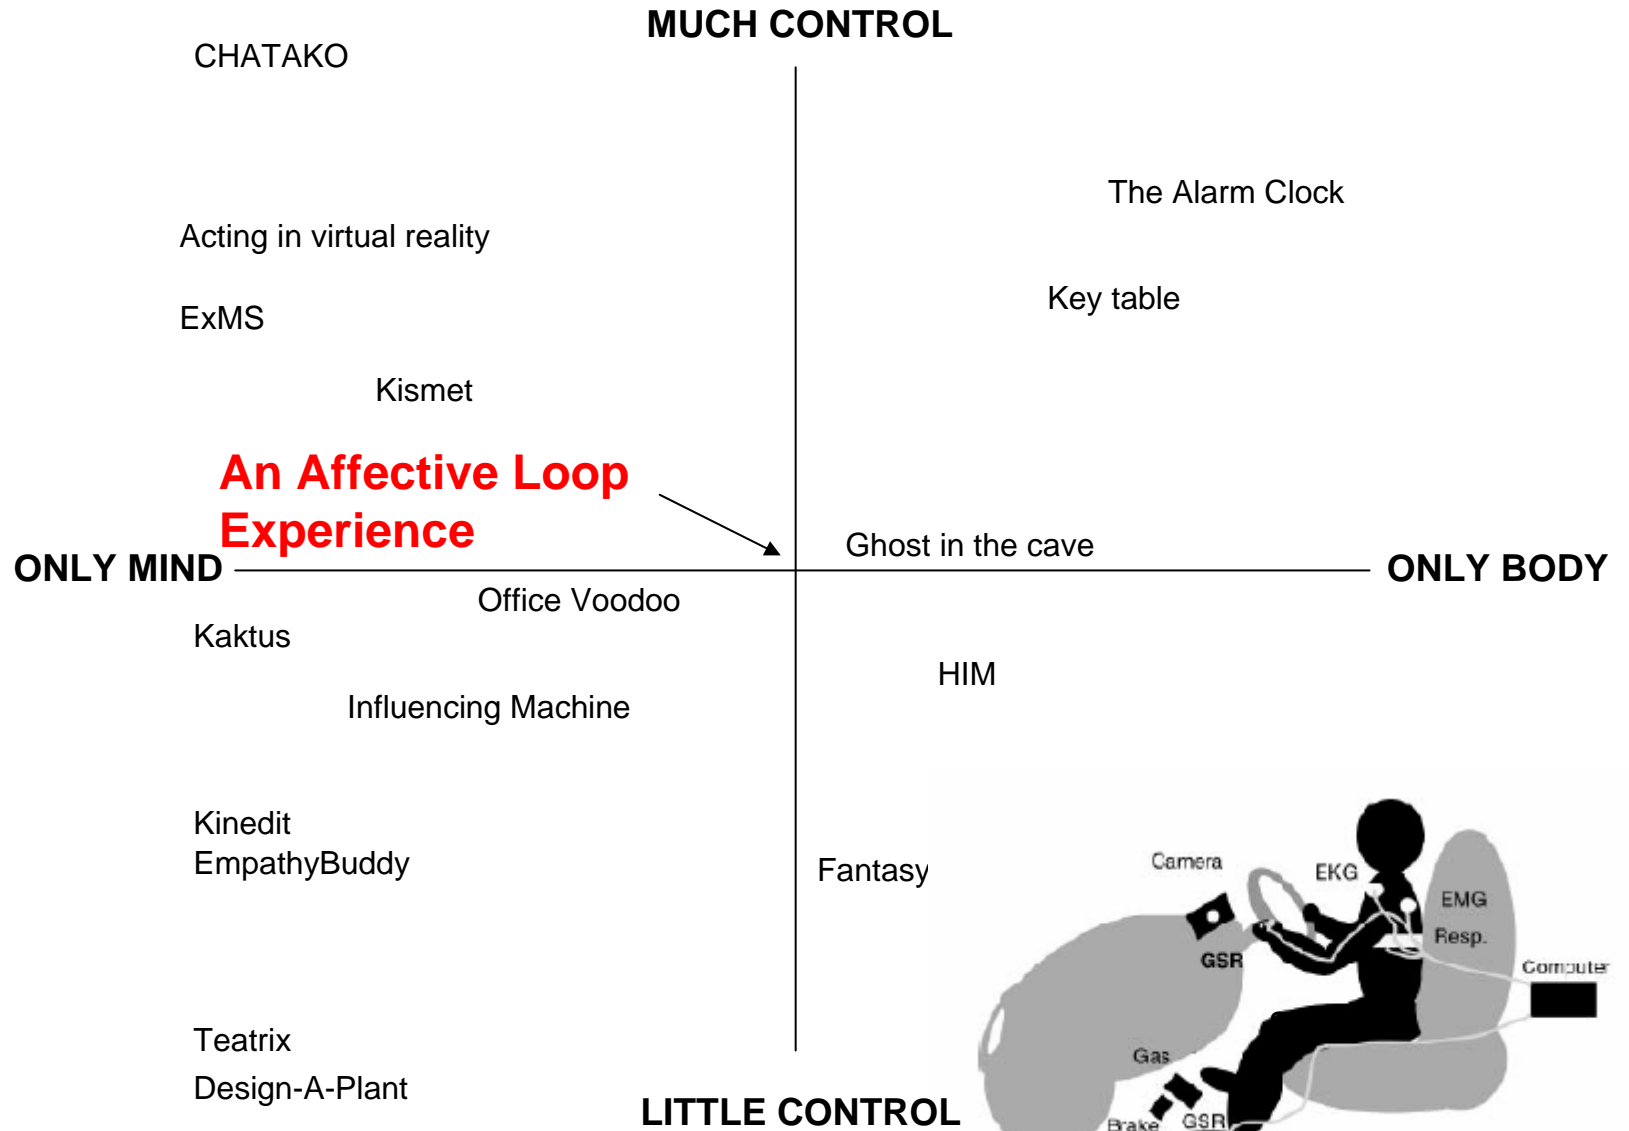 MUCH CONTROL
CHATAKO
The Alarm Clock
Acting in virtual reality
Key table
ExMS
Kismet
An Affective Loop
Experience
Ghost in the cave
ONLY MIND
ONLY BODY
Office Voodoo
Kaktus
HIM
Influencing Machine
Kinedit
EmpathyBuddy
Fantasy
Camera
EKG
EMG
Resp.
GSR
Computer
Teatrix
Gas
Design-A-Plant
LITTLE CONTROL
Brake
GSR